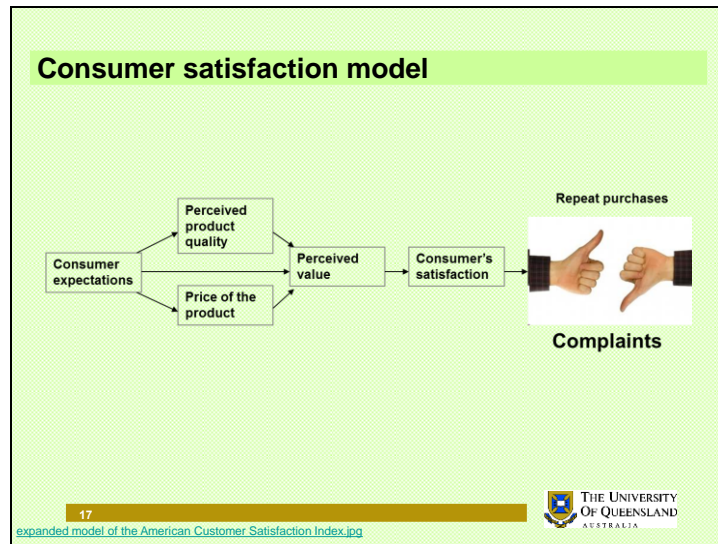 Consumer satisfaction model
Repeat purchases
Perceived
product
quality
Consumer
expectations
Perceived
value
Consumer's
satisfaction
Price of the
product
Complaints
17
THE UNIVERSITY
OF QUEENSLAND
AUSTRALIA
expanded model of the American Customer Satisfaction Index.jpg